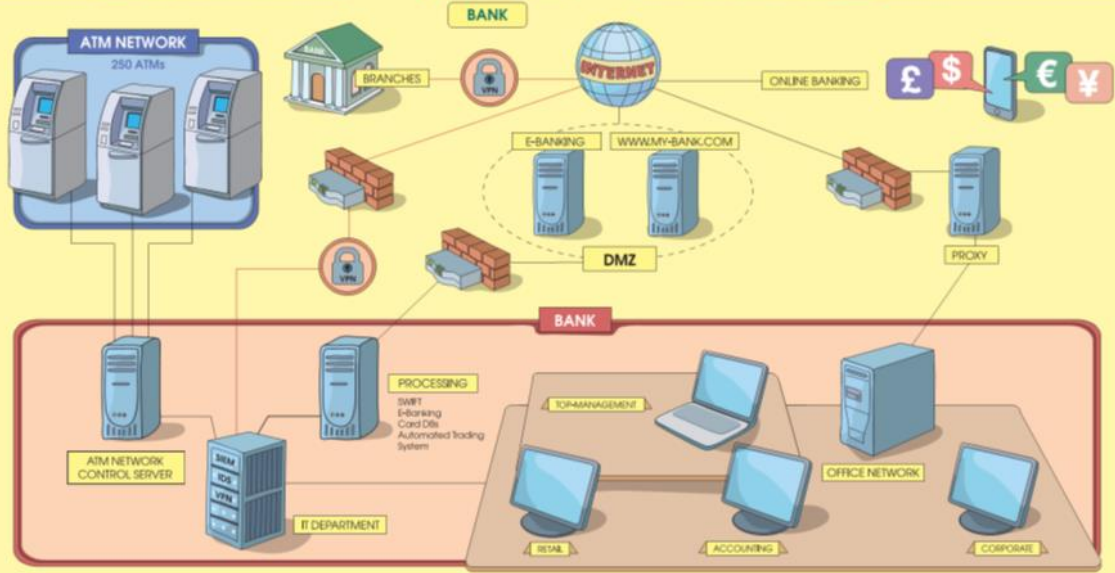 BANK
ATM NETWORK
250 ATMs
BANK
BRANCHES
VPN
INTERNET
ONLINE BANKING
£
$
€
¥
E-BANKING
WWW.MY-BANK.COM
VPN
DMZ
PROXY
BANK
PROCESSING
SWIFT
E-Banking
Card DBs
Automated Trading
System
TOP-MANAGEMENT
ATM NETWORK
CONTROL SERVER
SIEM
IDS
VPN
IT DEPARTMENT
OFFICE NETWORK
RETAIL
ACCOUNTING
CORPORATE